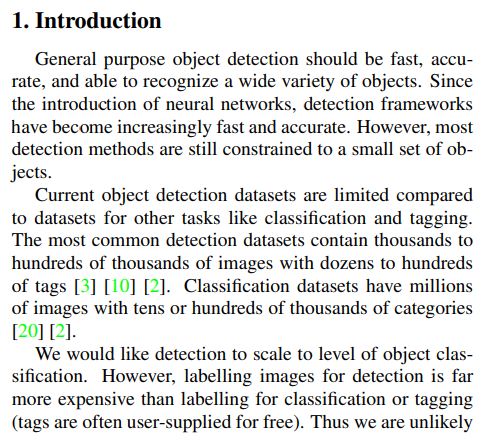 1. Introduction
General purpose object detection should be fast, accu-
rate, and able to recognize a wide variety of objects. Since
the introduction of neural networks, detection frameworks
have become increasingly fast and accurate. However, most
detection methods are still constrained to a small set of ob-
jects.
Current object detection datasets are limited compared
to datasets for other tasks like classification and tagging.
The most common detection datasets contain thousands to
hundreds of thousands of images with dozens to hundreds
of tags [3] [10] [2]. Classification datasets have millions
of images with tens or hundreds of thousands of categories
[20] [2].
We would like detection to scale to level of object clas-
sification. However, labelling images for detection is far
more expensive than labelling for classification or tagging
(tags are often user-supplied for free). Thus we are unlikely